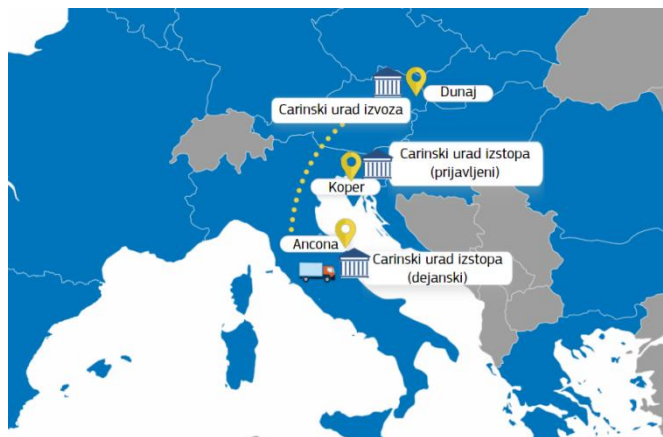 Dunaj
Carinski urad izvoza
Carinski urad izstopa
(prijavljeni)
Koper
Ancona
Carinski urad izstopa
(dejanski)